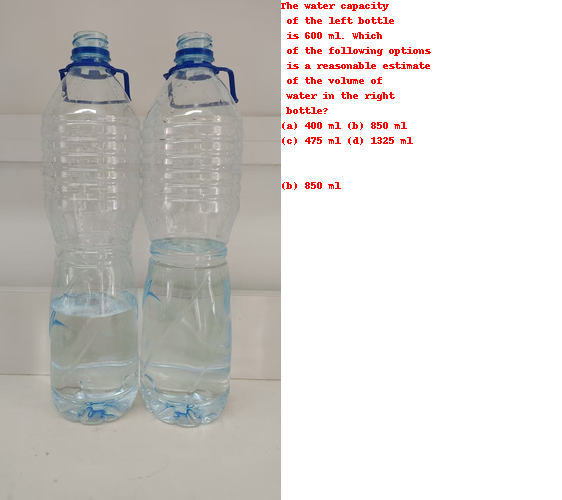 The water capacity
of the left bottle
is 600 ml. Which
of the following options
is a reasonable estimate
of the volume of
water in the right
bottle?
(a) 400 ml (b) 850 ml
(c) 475 ml (d) 1325 ml
(b) 850 ml